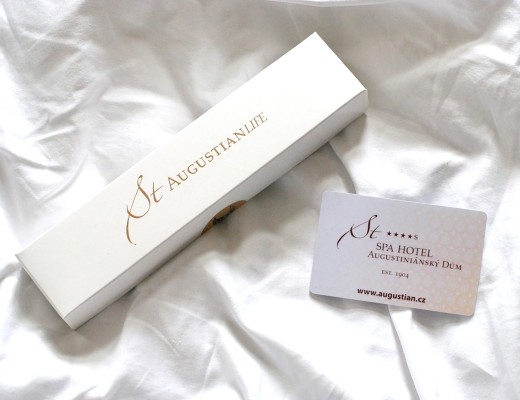 St AUGUSTIANLIFE
St ★★★★S
SPA HOTEL
AUGUSTINIÁNSKÝ DŮM
EST. 1904
www.augustian.cz